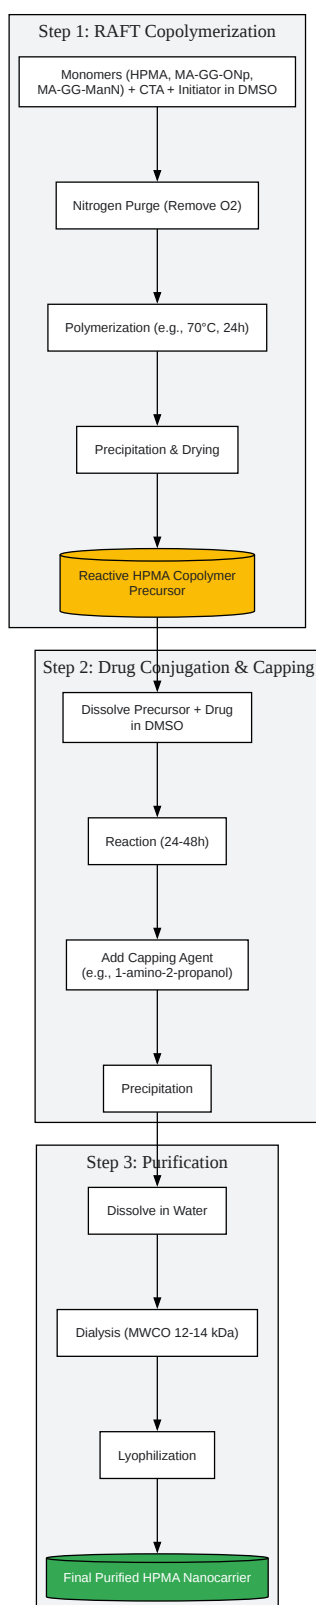 Step 1: RAFT Copolymerization
Monomers (HPMA, MA-GG-ONp,
MA-GG-ManN) + CTA + Initiator in DMSO
Nitrogen Purge (Remove O2)
Polymerization (e.g., 70°C, 24h)
Precipitation & Drying
Reactive HPMA Copolymer
Precursor
Step 2: Drug Conjugation & Capping
Dissolve Precursor + Drug
in DMSO
Reaction (24-48h)
Add Capping Agent
(e.g., 1-amino-2-propanol)
Precipitation
Step 3: Purification
Dissolve in Water
Dialysis (MWCO 12-14 kDa)
Lyophilization
Final Purified HPMA Nanocarrier